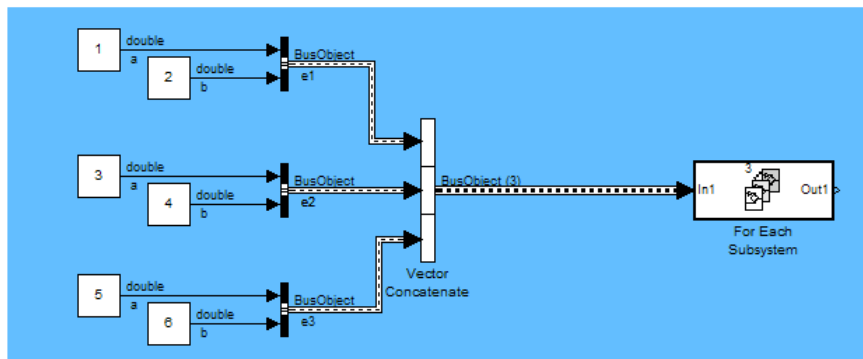 1 double
a
BusObject
2 double
b
e1
3 double
a
BusObject
4 double
b
e2
BusObject (3)
3
In1 Out1
For Each
Subsystem
Vector
Concatenate
5 double
a
BusObject
6 double
b
e3